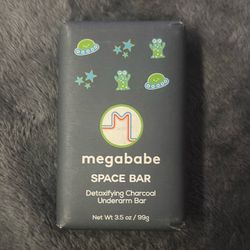 M
megababe
SPACE BAR
Detoxifying Charcoal
Underarm Bar
Net Wt 3.5 oz / 99g